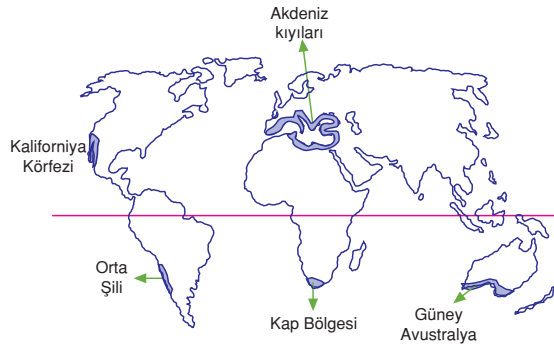 Akdeniz
kıyıları
Kaliforniya
Körfezi
Orta
Şili
Kap Bölgesi
Güney
Avustralya